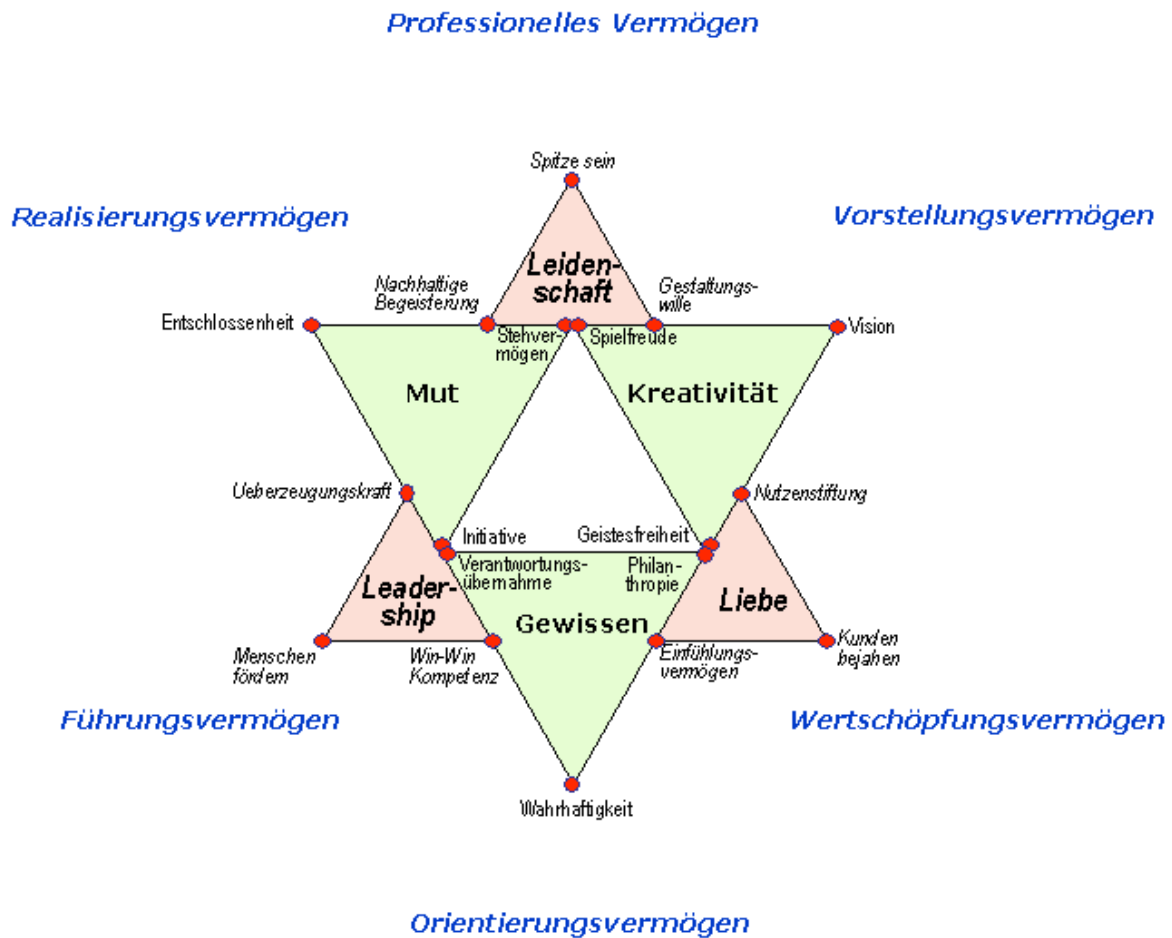 Professionelles Vermögen
Spitze sein
Realisierungsvermögen
Vorstellungsvermögen
Leiden-
schaft
Nachhaltige
Begeisterung
Gestaltungs-
wille
Entschlossenheit
Stehver-
mögen
Spielfreude
Vision
Mut
Kreativität
Ueberzeugungskraft
Nutzenstiftung
Initiative
Geistesfreiheit
Verantwortungs-
übernahme
Philan-
thropie
Leader-
ship
Liebe
Gewissen
Menschen
fördern
Win-Win
Kompetenz
Einfühlungs-
vermögen
Kunden
bejahen
Führungsvermögen
Wertschöpfungsvermögen
Wahrhaftigkeit
Orientierungsvermögen